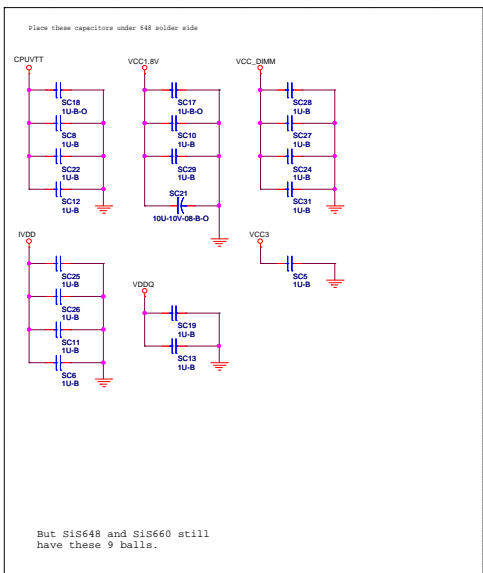 Place these capacitors under 648 solder side
CPUVTT
SC18
1U-B-O
SC8
1U-B
SC22
1U-B
SC12
1U-B
VCC1.8V
SC17
1U-B-O
SC10
1U-B
SC29
1U-B
SC21
10U-10V-08-B-O
VCC_DIMM
SC28
1U-B
SC27
1U-B
SC24
1U-B
SC31
1U-B
IVDD
SC25
1U-B
SC26
1U-B
SC11
1U-B
SC6
1U-B
VDDQ
SC19
1U-B
SC13
1U-B
VCC3
SC5
1U-B
But SiS648 and SiS660 still
have these 9 balls.